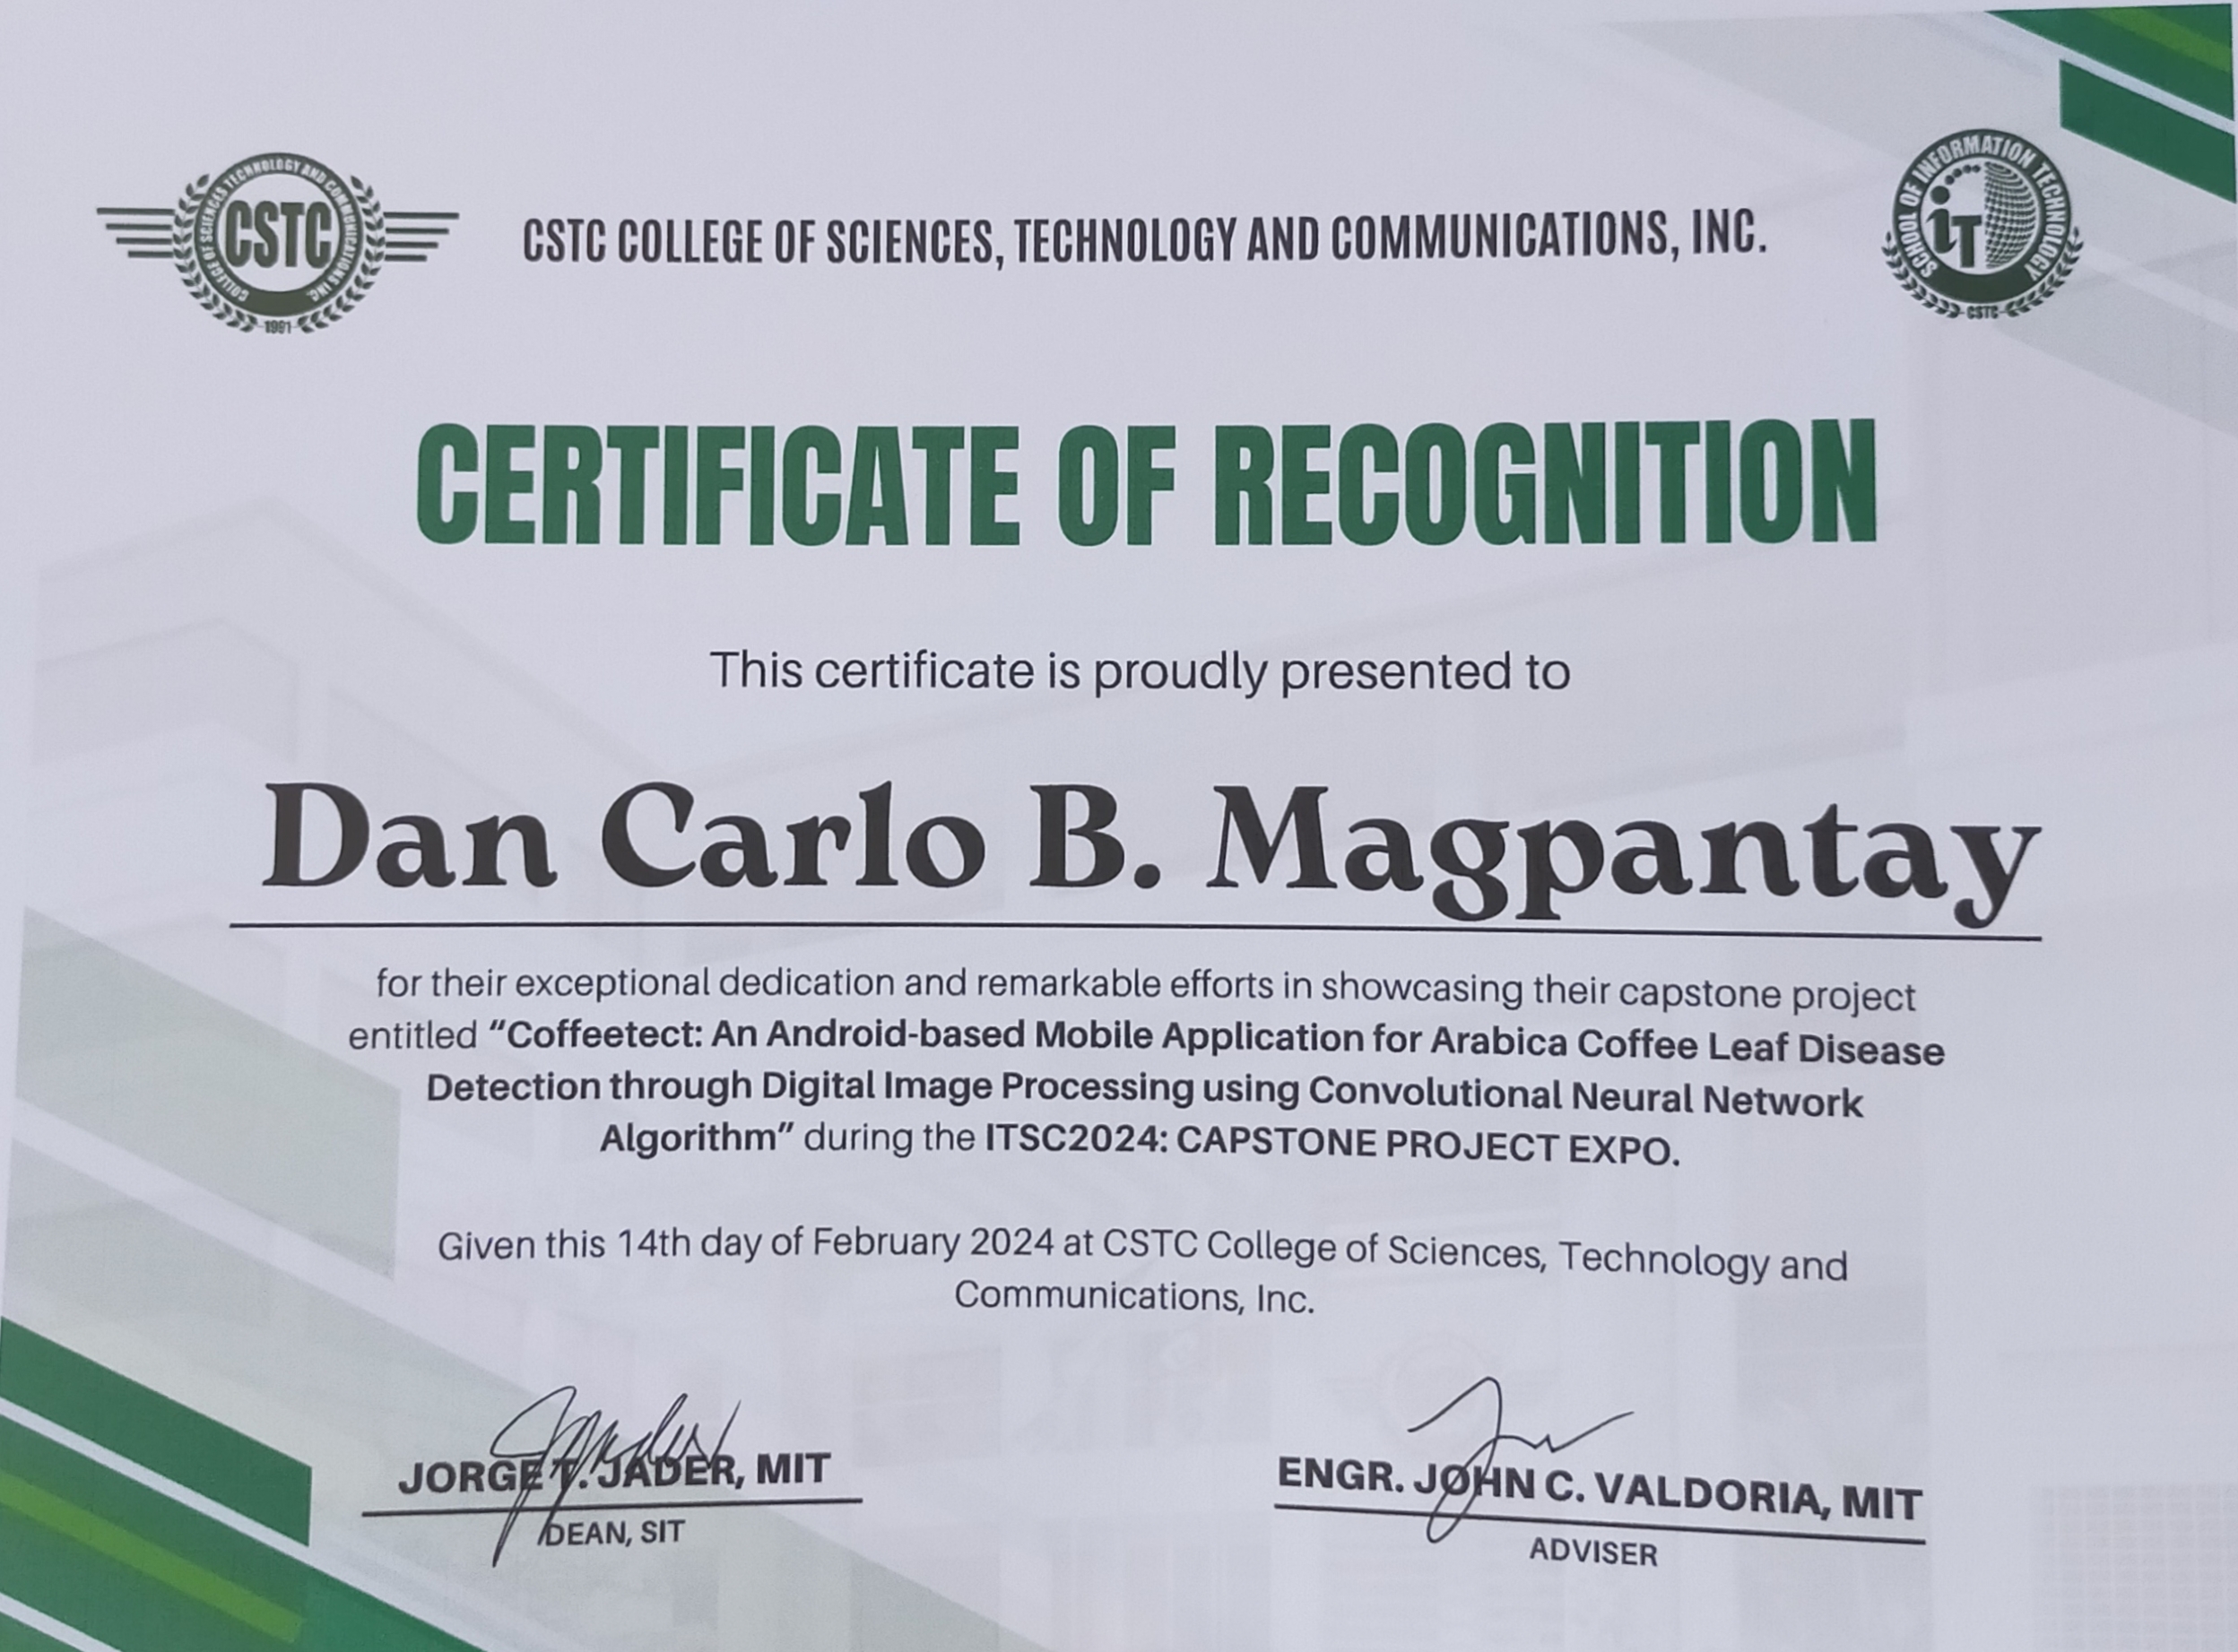 COLLEGE OF SCIENCES TECHNOLOGY AND COMMUNICATIONS, INC.
CSTC
1981
CSTC COLLEGE OF SCIENCES, TECHNOLOGY AND COMMUNICATIONS, INC.
SCHOOL OF INFORMATION TECHNOLOGY
iT
CSTC
CERTIFICATE OF RECOGNITION
This certificate is proudly presented to
Dan Carlo B. Magpantay
for their exceptional dedication and remarkable efforts in showcasing their capstone project
entitled “Coffeetect: An Android-based Mobile Application for Arabica Coffee Leaf Disease
Detection through Digital Image Processing using Convolutional Neural Network
Algorithm” during the ITSC2024: CAPSTONE PROJECT EXPO.
Given this 14th day of February 2024 at CSTC College of Sciences, Technology and
Communications, Inc.
JORGE T. JADER, MIT
DEAN, SIT
ENGR. JOHN C. VALDORIA, MIT
ADVISER